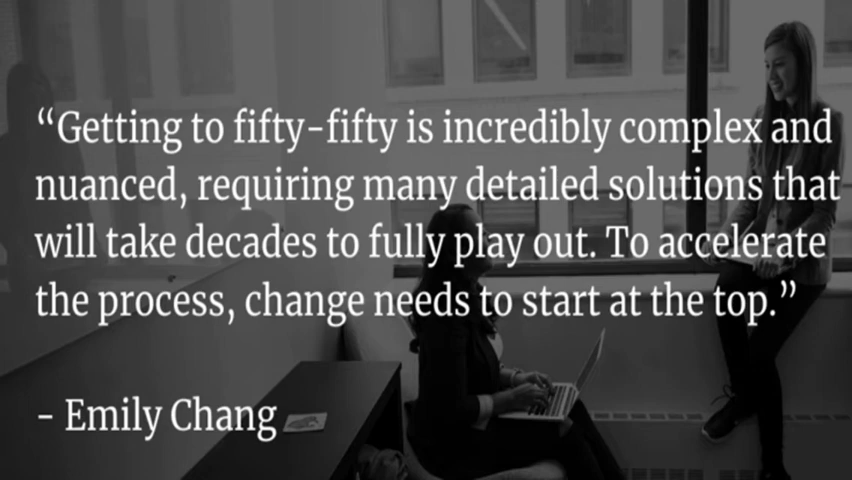 “Getting to fifty-fifty is incredibly complex and
nuanced, requiring many detailed solutions that
will take decades to fully play out. To accelerate
the process, change needs to start at the top.”
- Emily Chang